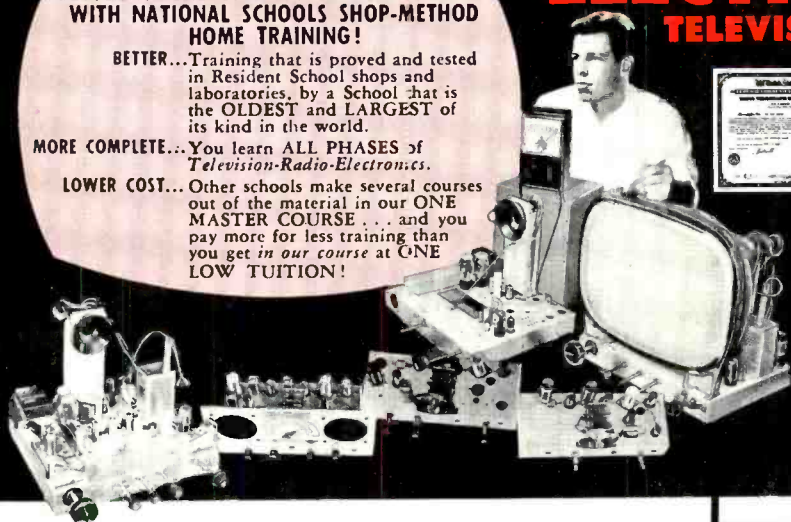 WITH NATIONAL SCHOOLS SHOP-METHOD
HOME TRAINING!
BETTER...Training that is proved and tested
in Resident School shops and
laboratories, by a School that is
the OLDEST and LARGEST of
its kind in the world.
MORE COMPLETE...You learn ALL PHASES of
Television-Radio-Electronics.
LOWER COST... Other schools make several courses
out of the material in our ONE
MASTER COURSE . . . and you
pay more for less training than
you get in our course at ONE
LOW TUITION!